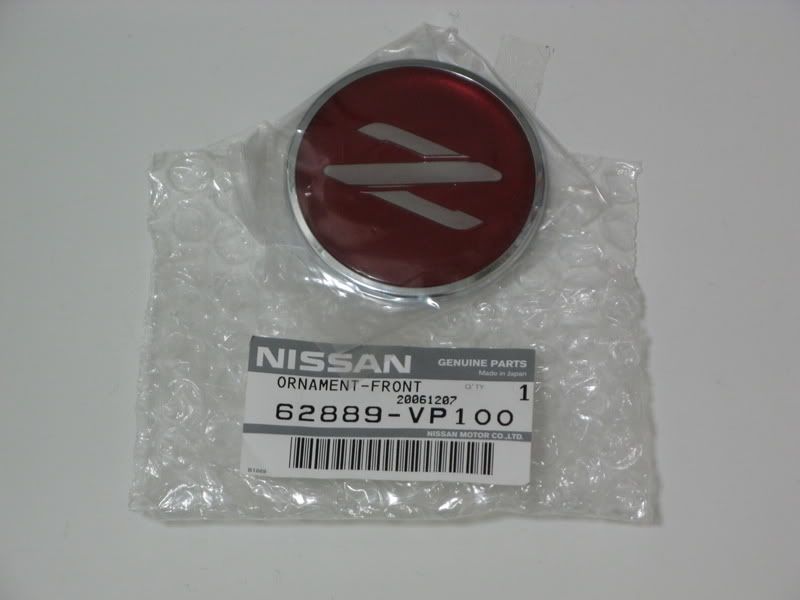 NISSAN GENUINE PARTS
Made in Japan
ORNAMENT-FRONT Q'TY 1
20061207
62889-VP100
NISSAN MOTOR CO.,LTD.